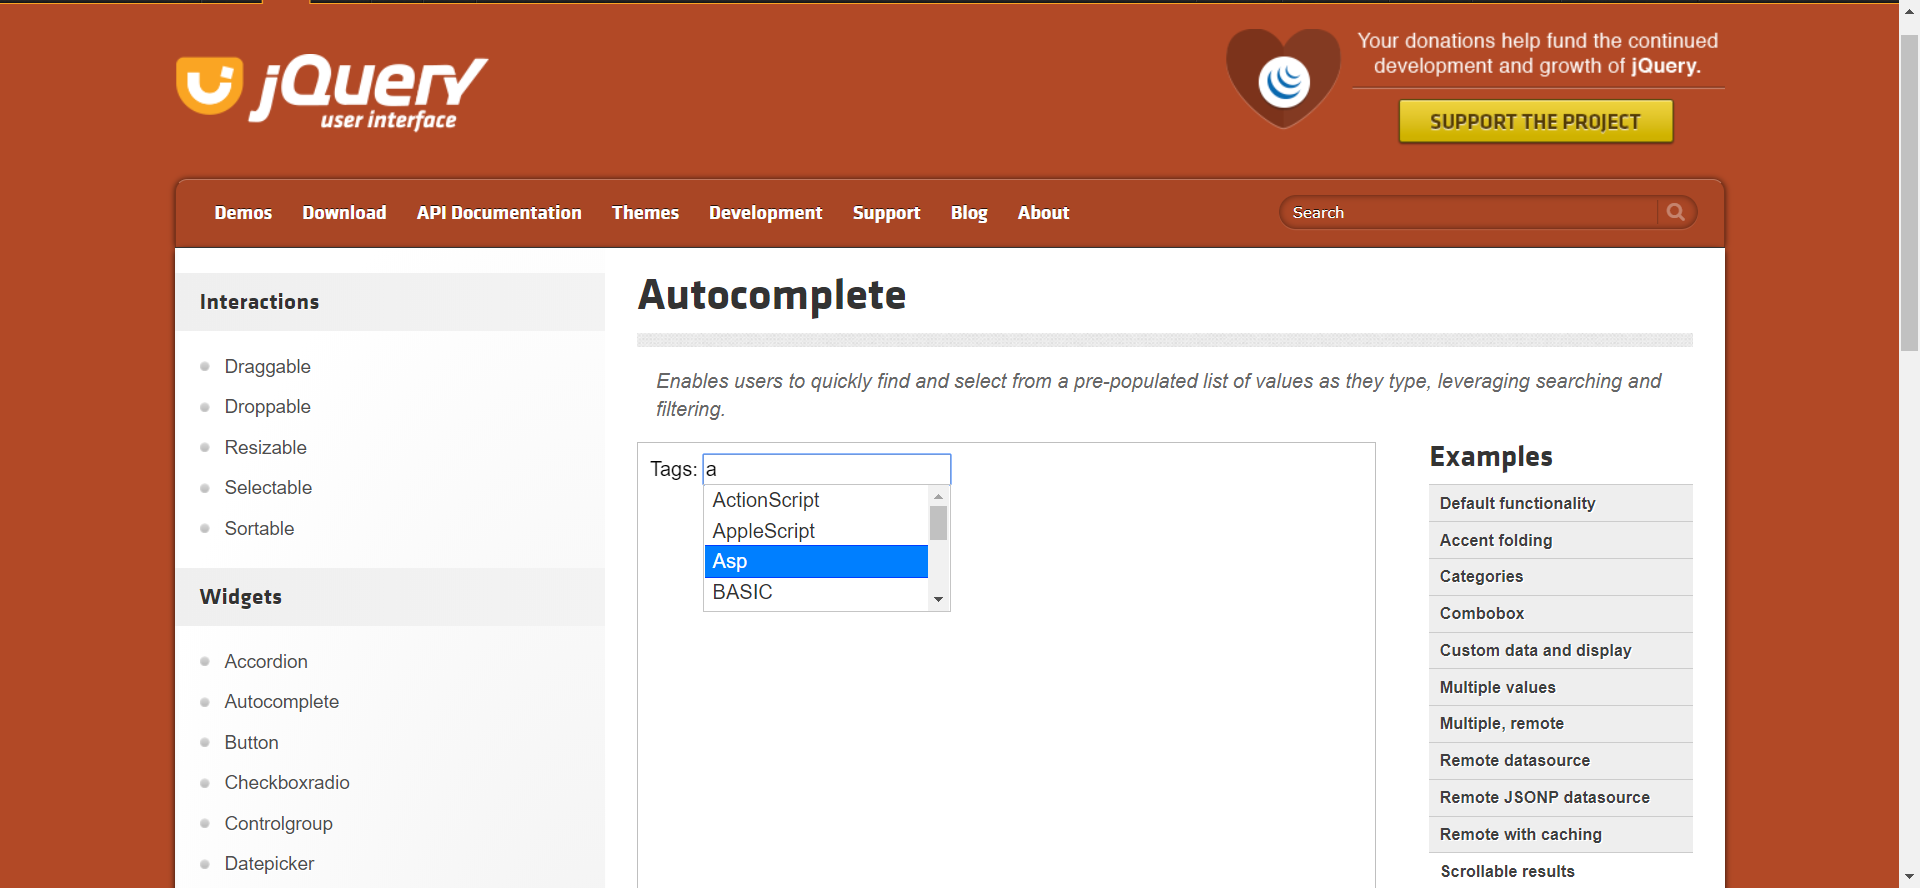 jQuery
user interface
Your donations help fund the continued
development and growth of jQuery.
SUPPORT THE PROJECT
Demos Download API Documentation Themes Development Support Blog About
Search
Interactions
Draggable
Droppable
Resizable
Selectable
Sortable
Widgets
Accordion
Autocomplete
Button
Checkboxradio
Controlgroup
Datepicker
Autocomplete
Enables users to quickly find and select from a pre-populated list of values as they type, leveraging searching and
filtering.
Tags: a
ActionScript
AppleScript
Asp
BASIC
Examples
Default functionality
Accent folding
Categories
Combobox
Custom data and display
Multiple values
Multiple, remote
Remote datasource
Remote JSONP datasource
Remote with caching
Scrollable results